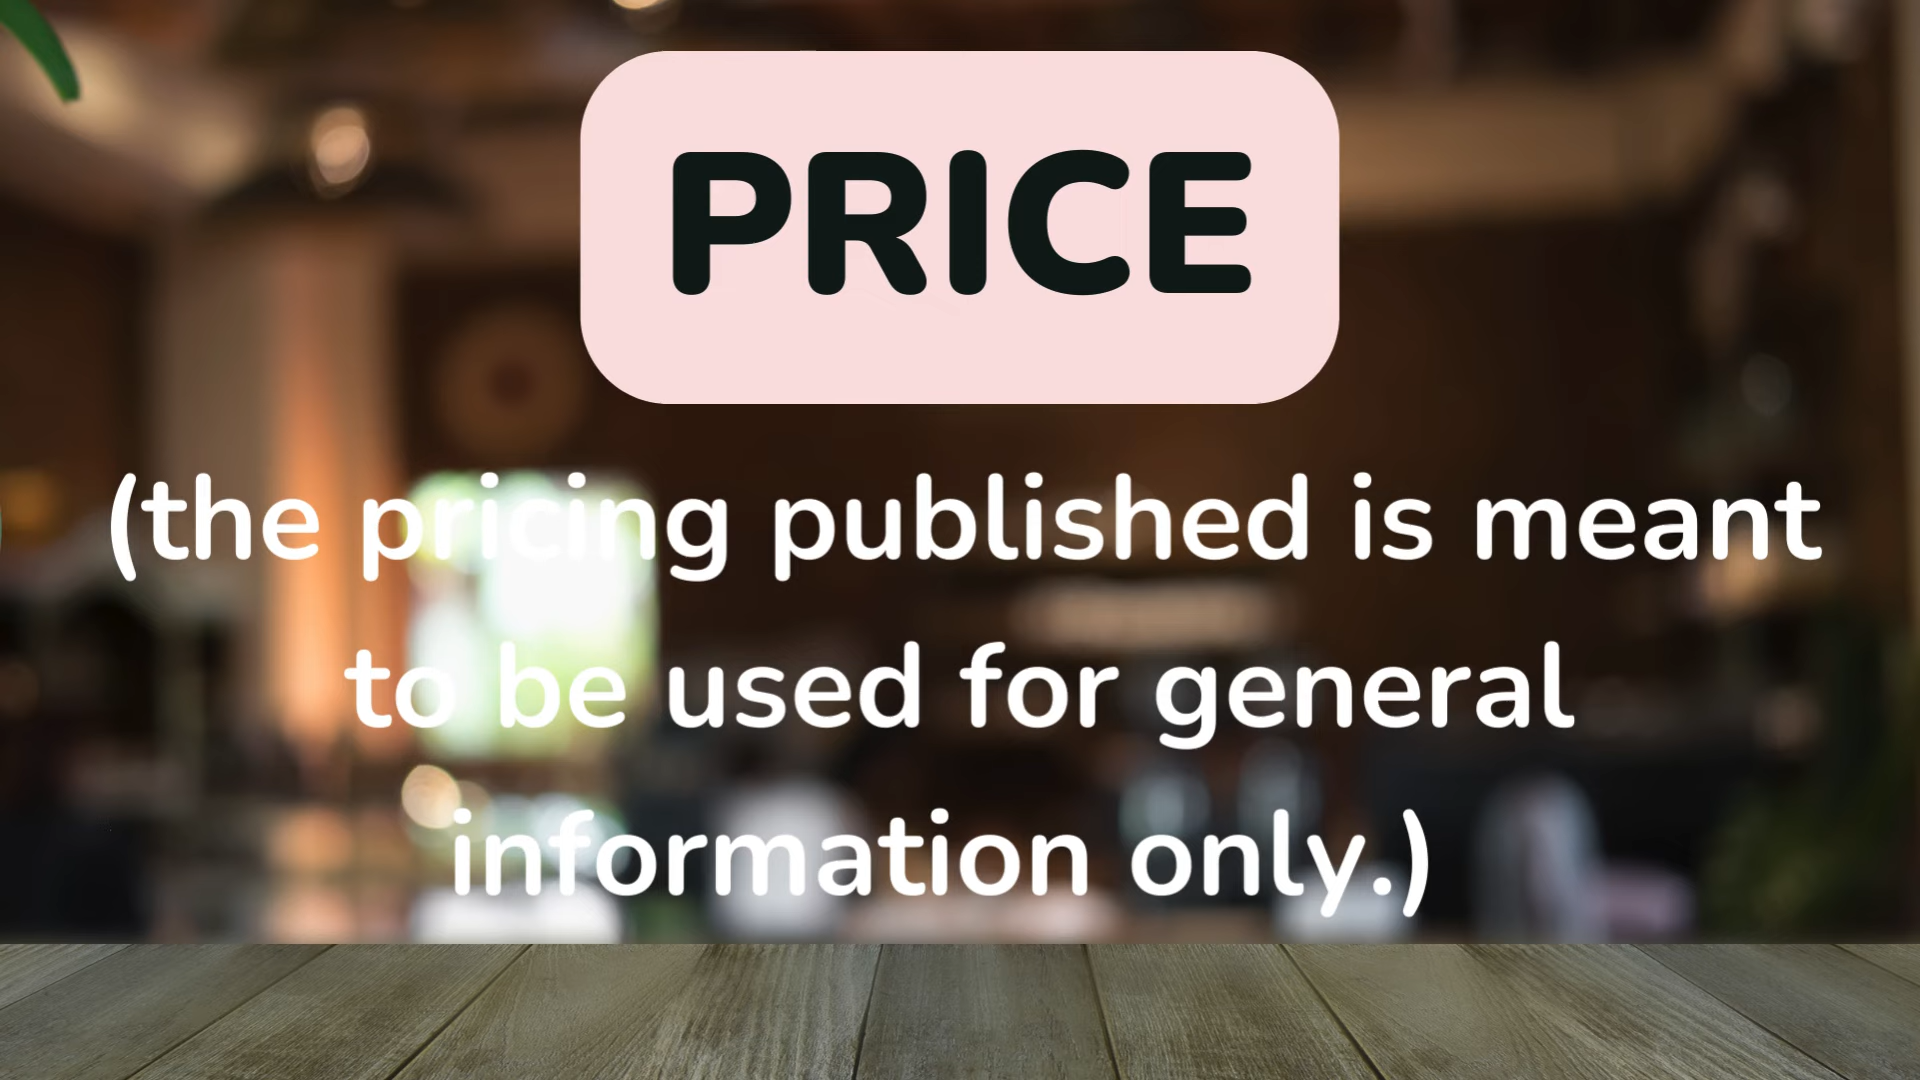 PRICE
(the pricing published is meant
to be used for general
information only.)